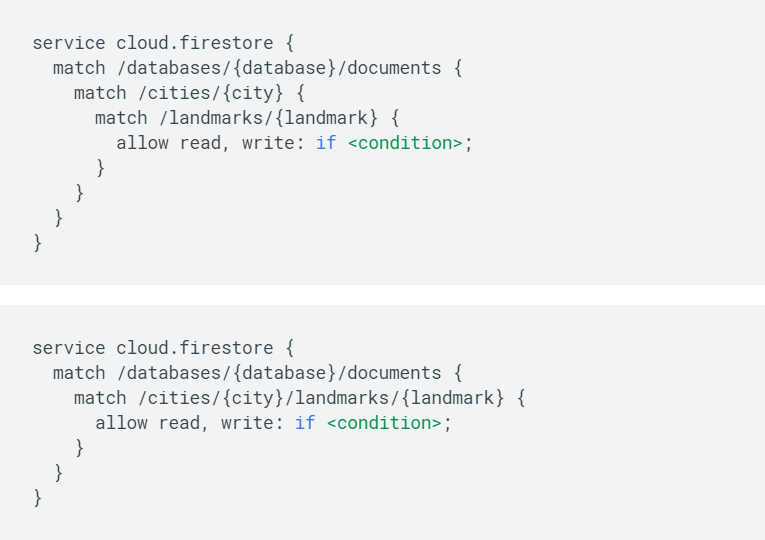 service cloud.firestore {
  match /databases/{database}/documents {
    match /cities/{city} {
      match /landmarks/{landmark} {
        allow read, write: if <condition>;
      }
    }
  }
}
service cloud.firestore {
  match /databases/{database}/documents {
    match /cities/{city}/landmarks/{landmark} {
      allow read, write: if <condition>;
    }
  }
}